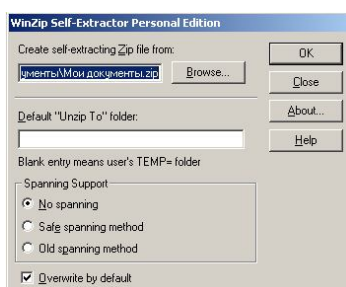 WinZip Self-Extractor Personal Edition
Create self-extracting Zip file from:
ументы\Мои документы.zip
Browse...
OK
Close
About...
Help
Default "Unzip To" folder:
Blank entry means user's TEMP= folder
Spanning Support
No spanning
Safe spanning method
Old spanning method
Overwrite by default